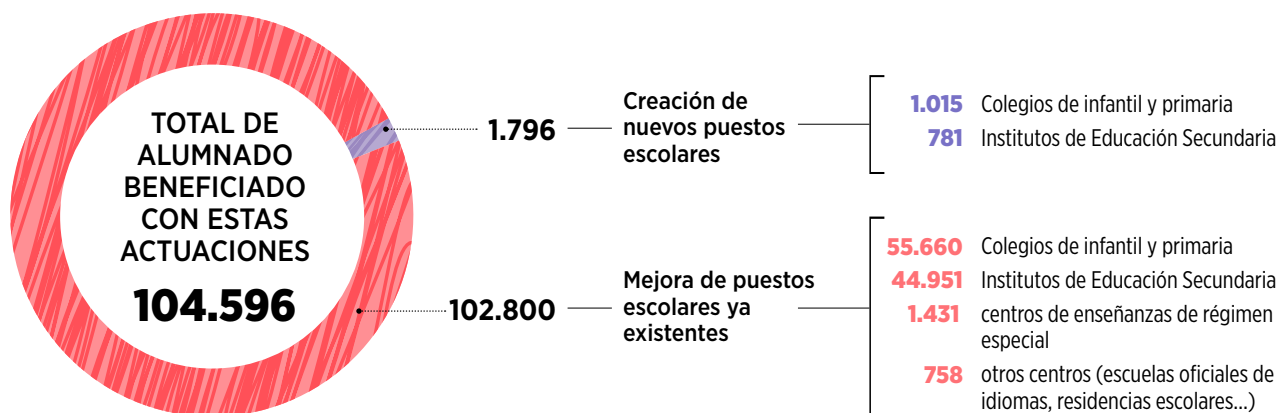 TOTAL DE
ALUMNADO
BENEFICIADO
CON ESTAS
ACTUACIONES
104.596
1.796
Creación de
nuevos puestos
escolares
1.015 Colegios de infantil y primaria
781 Institutos de Educación Secundaria
102.800
Mejora de puestos
escolares ya
existentes
55.660 Colegios de infantil y primaria
44.951 Institutos de Educación Secundaria
1.431 centros de enseñanzas de régimen
especial
758 otros centros (escuelas oficiales de
idiomas, residencias escolares...)